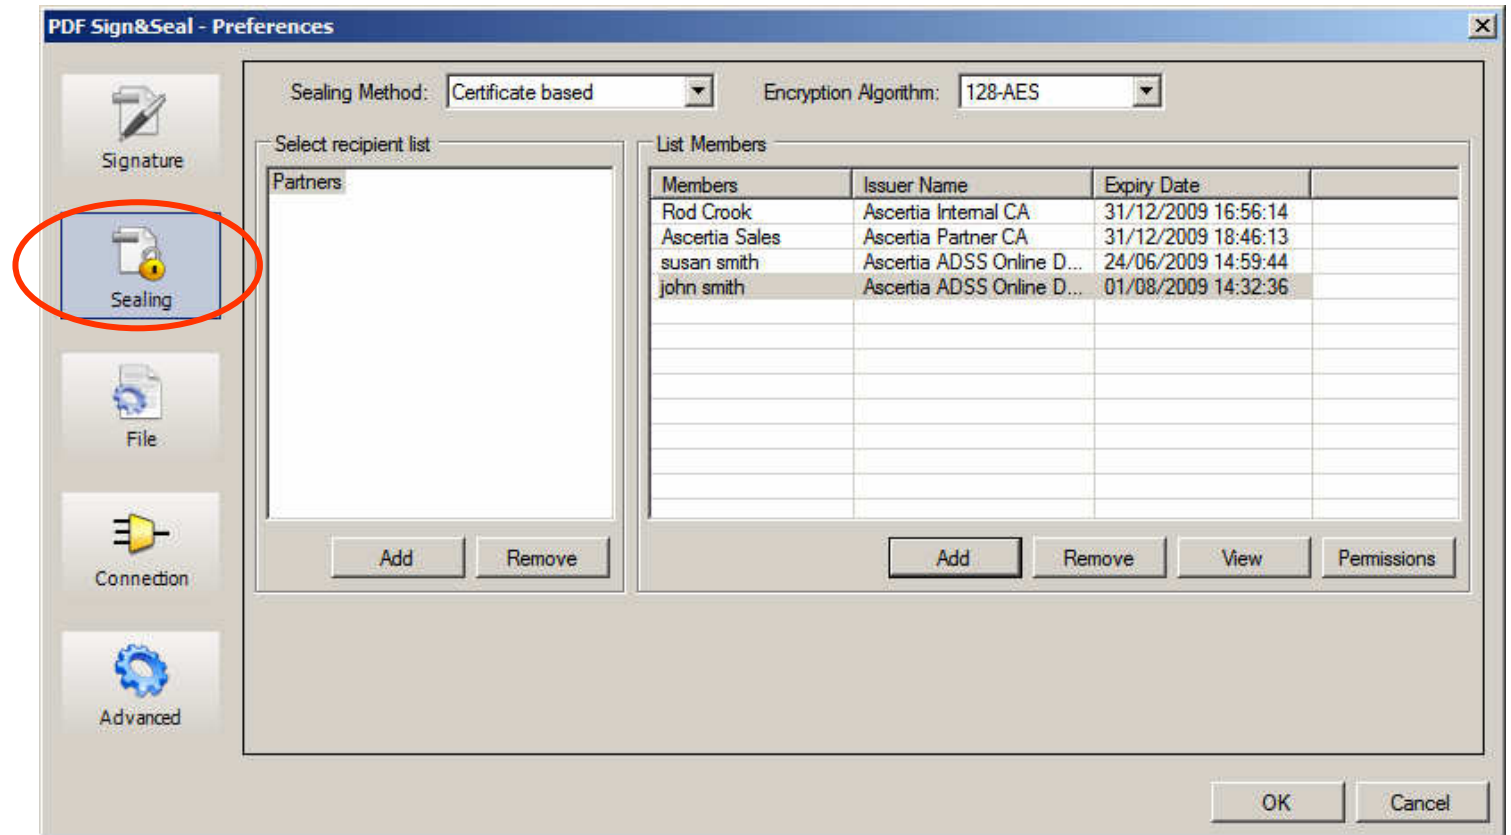 PDF Sign&Seal - Preferences
Signature
Sealing
File
Connection
Advanced
Sealing Method: Certificate based Encryption Algorithm: 128-AES
Select recipient list
Partners
Add Remove
List Members
Members Issuer Name Expiry Date
Rod Crook Ascertia Internal CA 31/12/2009 16:56:14
Ascertia Sales Ascertia Partner CA 31/12/2009 18:46:13
susan smith Ascertia ADSS Online D... 24/06/2009 14:59:44
john smith Ascertia ADSS Online D... 01/08/2009 14:32:36
Add Remove View Permissions
OK Cancel